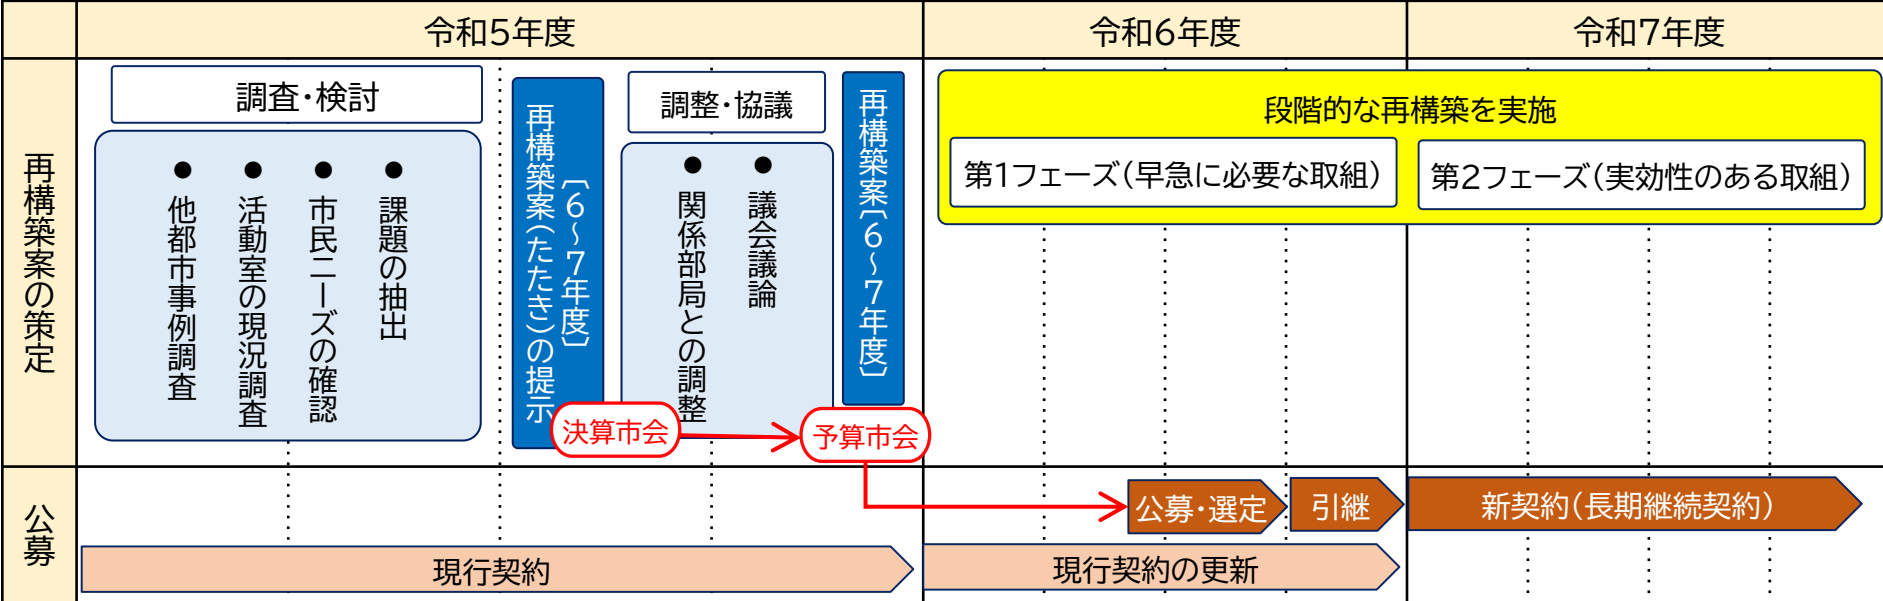 令和5年度
令和6年度
令和7年度
再構築案の策定
調査・検討
● 他都市事例調査
● 活動室の現況調査
● 市民ニーズの確認
● 課題の抽出
再構築案(たたき)の提示
〔6~7年度〕
調整・協議
● 関係部局との調整
● 議会議論
再構築案〔6~7年度〕
段階的な再構築を実施
第1フェーズ(早急に必要な取組)
第2フェーズ(実効性のある取組)
決算市会
予算市会
公募
公募・選定
引継
新契約(長期継続契約)
現行契約
現行契約の更新